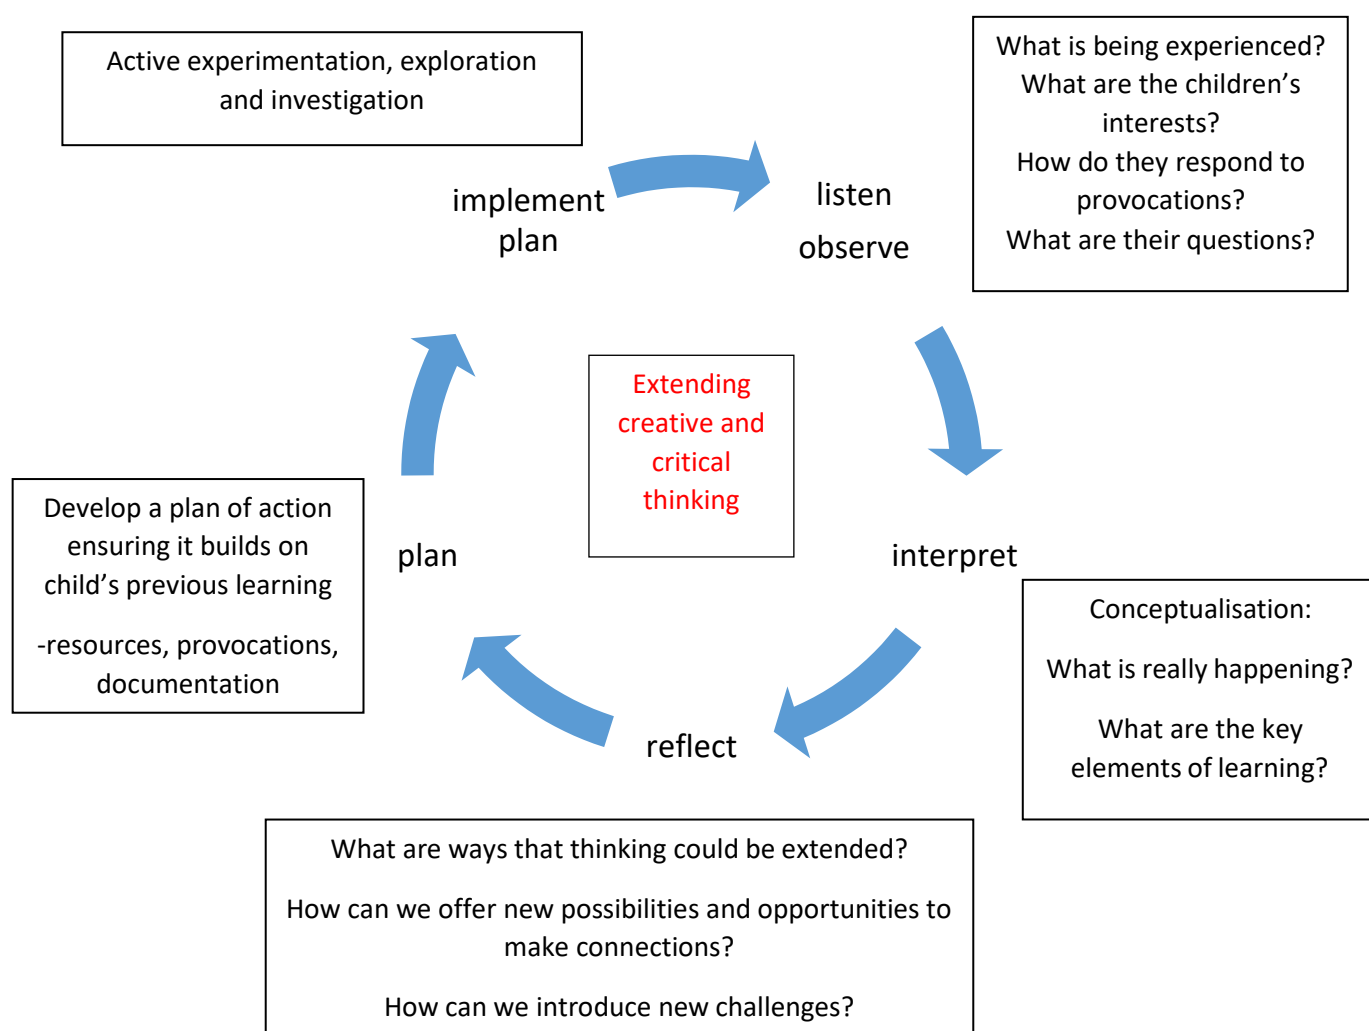 Active experimentation, exploration
and investigation
What is being experienced?
What are the children’s
interests?
How do they respond to
provocations?
What are their questions?
implement
plan
listen
observe
Extending
creative and
critical
thinking
Develop a plan of action
ensuring it builds on
child’s previous learning
-resources, provocations,
documentation
plan
interpret
Conceptualisation:
What is really happening?
What are the key
elements of learning?
reflect
What are ways that thinking could be extended?
How can we offer new possibilities and opportunities to
make connections?
How can we introduce new challenges?